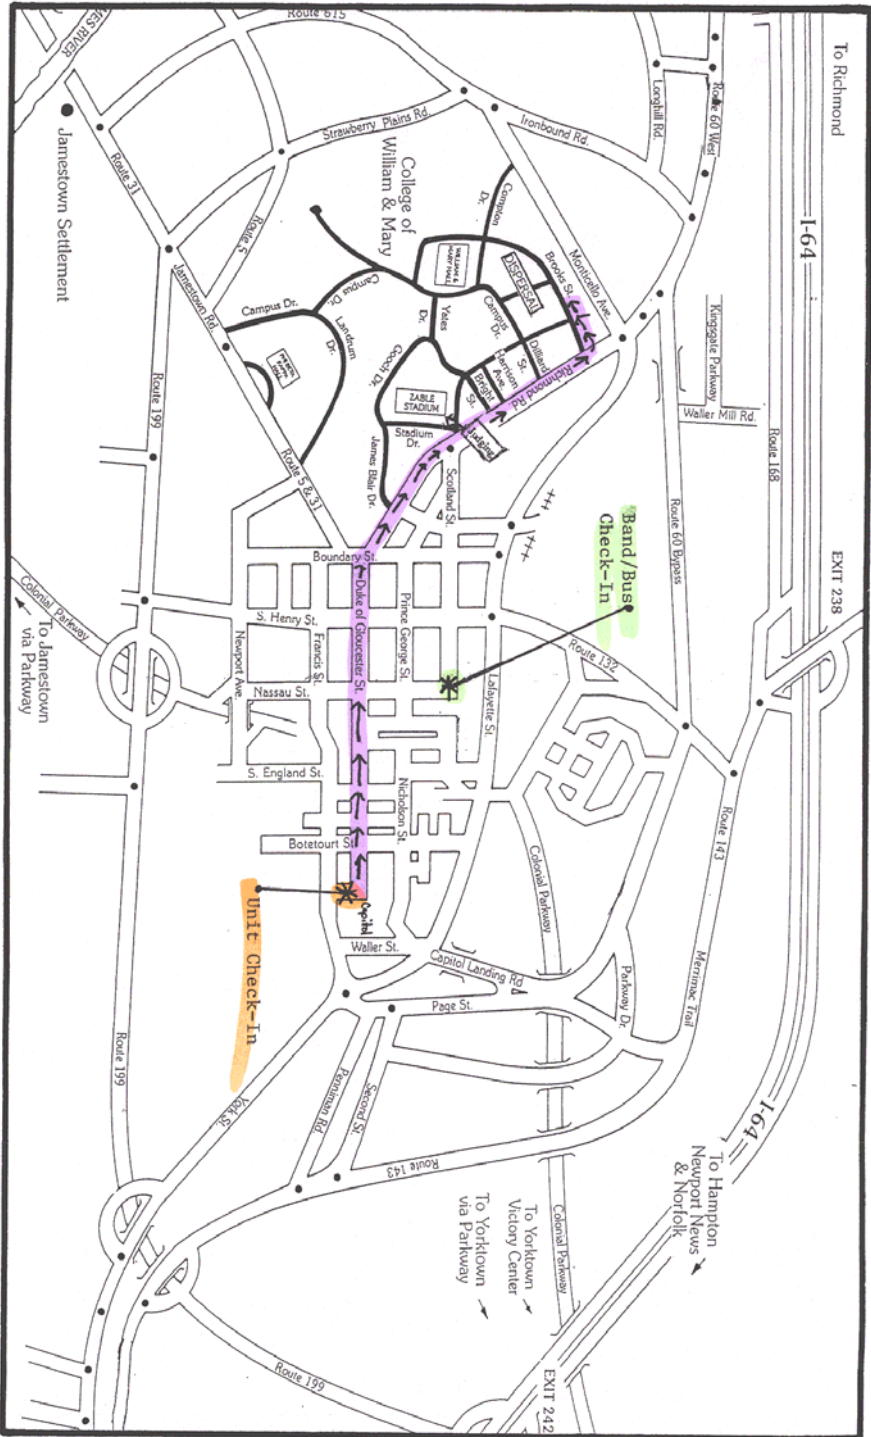 To Richmond
I-64
Route 615
Longhill Rd.
Route 60 West
Ironbound Rd.
Strawberry Plains Rd.
JAMES RIVER
Jamestown Settlement
Route 31
Route 5
Jamestown Rd.
College of
William & Mary
Compton
Dr.
WILLIAM &
MARY HALL
DISPERSAL
Brooks St.
Monticello Ave.
Kingsgate Parkway
Waller Mill Rd.
Route 168
EXIT 238
Campus Dr.
Campus Dr.
Landrum
Dr.
Yates
Dr.
Campus
Dr.
Dillard
St.
Harrison
Ave.
Bright
St.
Richmond Rd.
Gooch Dr.
ZABLE
STADIUM
Stadium
Dr.
James Blair Dr.
Judging
Scotland St.
Route 199
Route 5 & 31
Route 60 Bypass
Band/Bus
Check-In
Boundary St.
Duke of Gloucester St.
Prince George St.
S. Henry St.
Francis St.
Newport Ave.
Nassau St.
Lafayette St.
Route 132
Colonial Parkway
To Jamestown
via Parkway
S. England St.
Nicholson St.
Botetourt St.
Colonial Parkway
Route 143
Capitol
Unit Check-In
Waller St.
Capitol Landing Rd
Parkway Dr.
Merrimac Trail
Page St.
Route 199
York St.
Penniman Rd.
Second St.
Route 143
I-64
To Hampton
Newport News
& Norfolk
Colonial Parkway
To Yorktown
Victory Center
To Yorktown
via Parkway
Route 199
EXIT 242